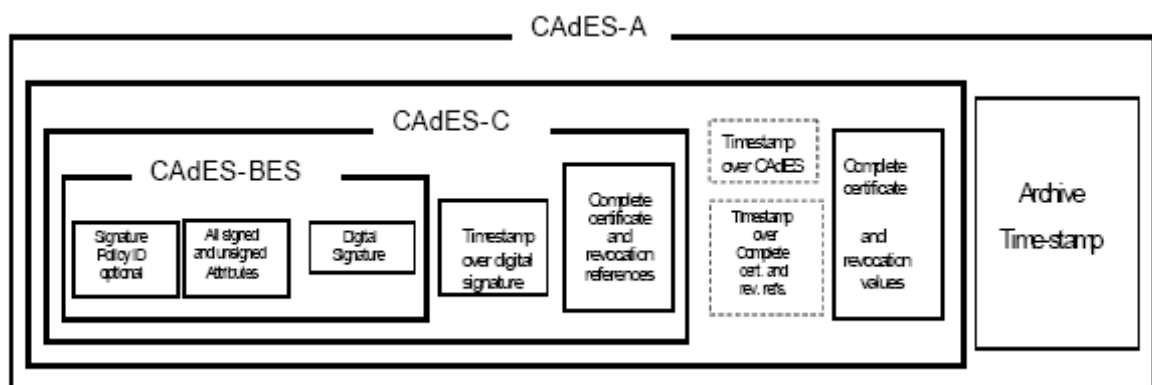 CAdES-A
CAdES-C
CAdES-BES
Signature
Policy ID
optional
All signed
and unsigned
Attributes
Digital
Signature
Timestamp
over digital
signature
Complete
certificate
and
revocation
references
Timestamp
over CAdES
Timestamp
over
Complete
cert. and
rev. refs.
Complete
certificate
and
revocation
values
Archive
Time-stamp